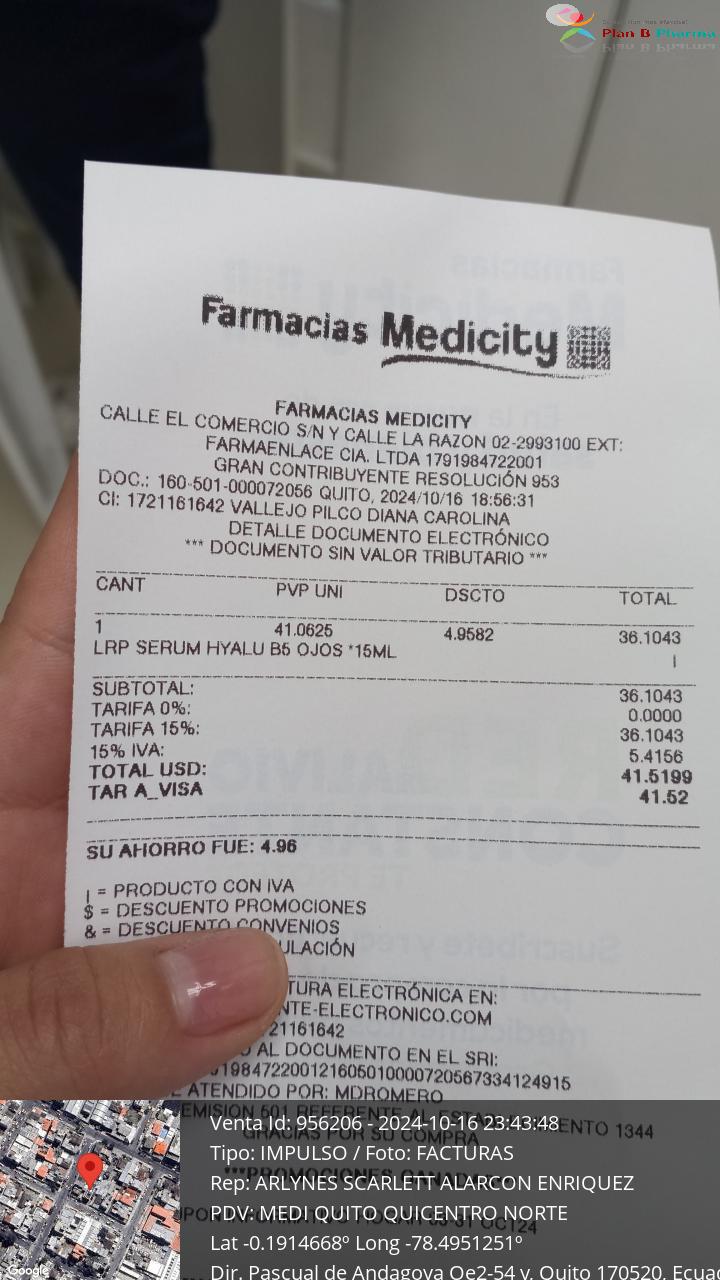 Plan B Pharma
Farmacias Medicity
FARMACIAS MEDICITY
CALLE EL COMERCIO S/N Y CALLE LA RAZON 02-2993100 EXT:
FARMAENLACE CIA. LTDA 1791984722001
GRAN CONTRIBUYENTE RESOLUCIÓN 953
DOC.: 160-501-000072056 QUITO, 2024/10/16 18:56:31
CI: 1721161642 VALLEJO PILCO DIANA CAROLINA
DETALLE DOCUMENTO ELECTRÓNICO
*** DOCUMENTO SIN VALOR TRIBUTARIO ***
CANT PVP UNI DSCTO TOTAL
1 41.0625 4.9582 36.1043
LRP SERUM HYALU B5 OJOS *15ML |
SUBTOTAL: 36.1043
TARIFA 0%: 0.0000
TARIFA 15%: 36.1043
15% IVA: 5.4156
TOTAL USD: 41.5199
TAR A_VISA 41.52
SU AHORRO FUE: 4.96
| = PRODUCTO CON IVA
$ = DESCUENTO PROMOCIONES
& = DESCUENTO CONVENIOS
ULACIÓN
TURA ELECTRÓNICA EN:
NTE-ELECTRONICO.COM
21161642
AL DOCUMENTO EN EL SRI:
198472200121605010000720567334124915
ATENDIDO POR: MDROMERO
EMISION 501 REFERENTE AL ESTABLECIMIENTO 1344
GRACIAS POR SU COMPRA
Venta Id: 956206 - 2024-10-16 23:43:48
Tipo: IMPULSO / Foto: FACTURAS
Rep: ARLYNES SCARLETT ALARCON ENRIQUEZ
PDV: MEDI QUITO QUICENTRO NORTE
Lat -0.1914668º Long -78.4951251°
Dir. Pascual de Andagoya Oe2-54 y, Quito 170520, Ecuad
Google